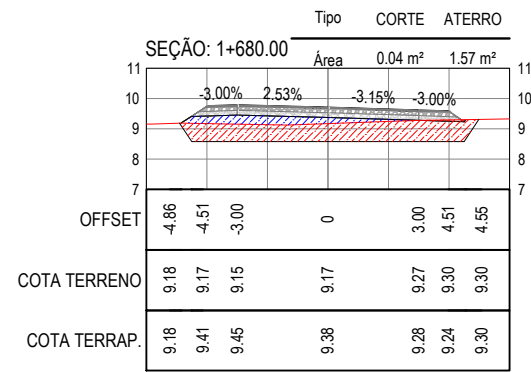 Tipo CORTE ATERRO
SEÇÃO: 1+680.00
Área 0.04 m² 1.57 m²
11 11
-3.00% 2.53% -3.15% -3.00%
10 10
9 9
8 8
7 7
OFFSET -4.86 -4.51 -3.00 0 3.00 4.51 4.55
COTA TERRENO 9.18 9.17 9.15 9.17 9.27 9.30 9.30
COTA TERRAP. 9.18 9.41 9.45 9.38 9.28 9.24 9.30